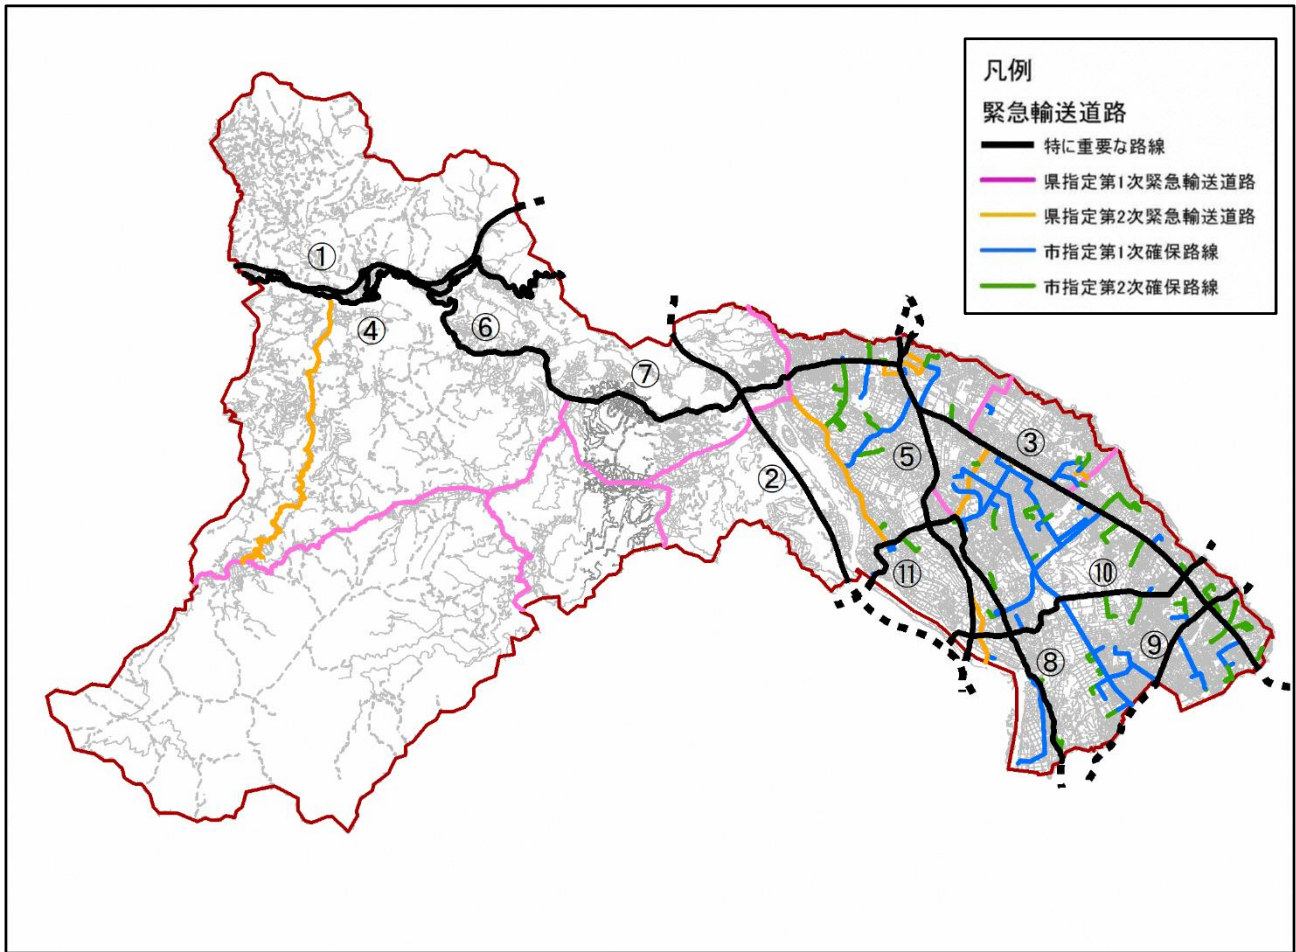 凡例
緊急輸送道路
特に重要な路線
県指定第1次緊急輸送道路
県指定第2次緊急輸送道路
市指定第1次確保路線
市指定第2次確保路線
①
④
⑥
⑦
②
⑤
③
⑪
⑩
⑧
⑨